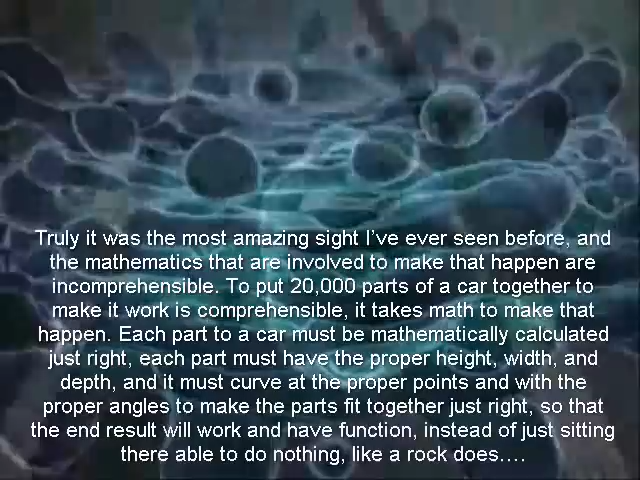 Truly it was the most amazing sight I’ve ever seen before, and
the mathematics that are involved to make that happen are
incomprehensible. To put 20,000 parts of a car together to
make it work is comprehensible, it takes math to make that
happen. Each part to a car must be mathematically calculated
just right, each part must have the proper height, width, and
depth, and it must curve at the proper points and with the
proper angles to make the parts fit together just right, so that
the end result will work and have function, instead of just sitting
there able to do nothing, like a rock does….